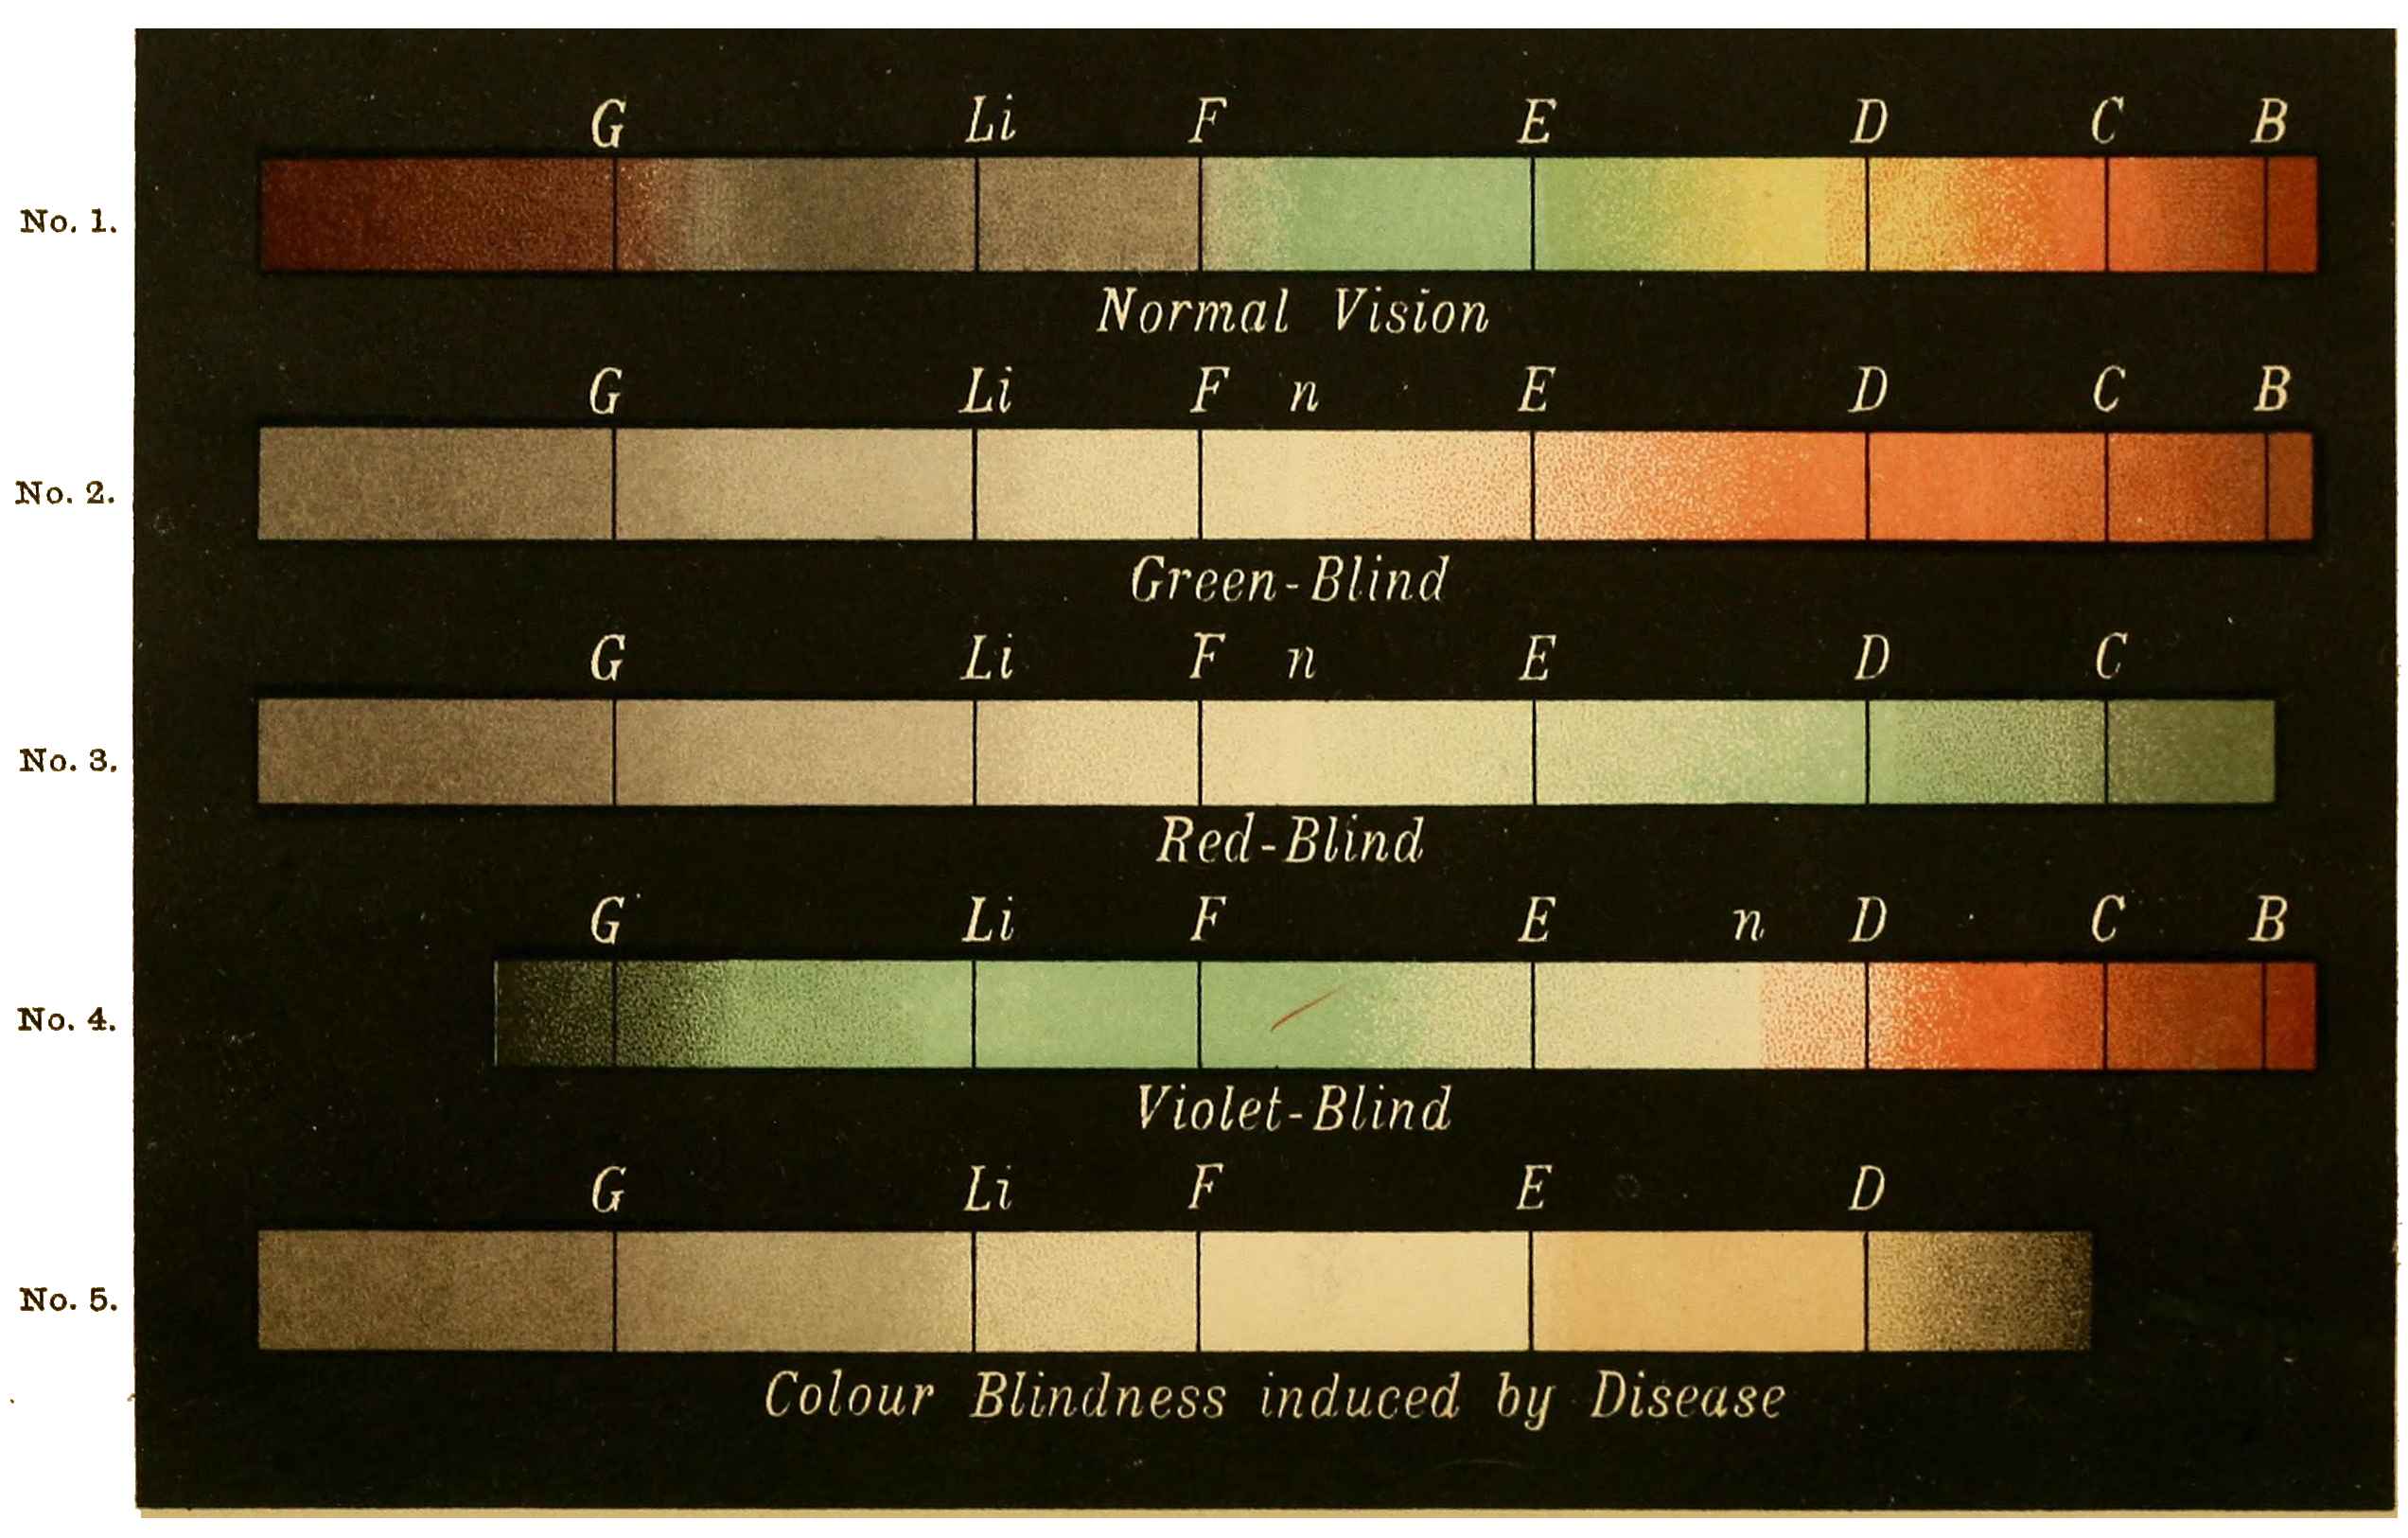 G Li F E D C B
No. 1.
Normal Vision
G Li F n E D C B
No. 2.
Green-Blind
G Li F n E D C
No. 3.
Red-Blind
G Li F E n D C B
No. 4.
Violet-Blind
G Li F E D
No. 5.
Colour Blindness induced by Disease